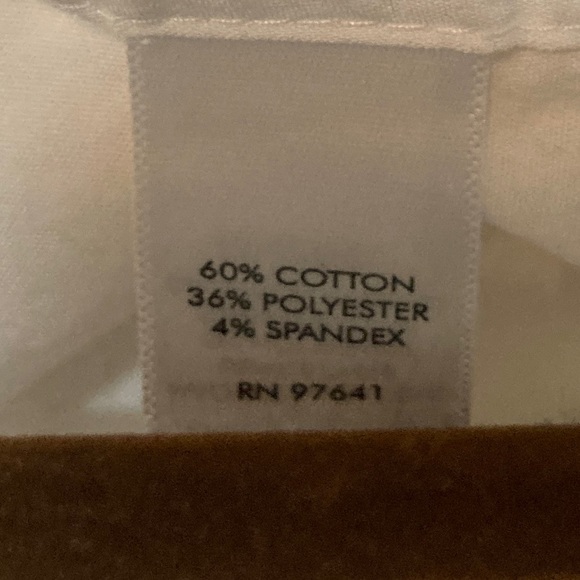 60% COTTON
36% POLYESTER
4% SPANDEX
RN 97641